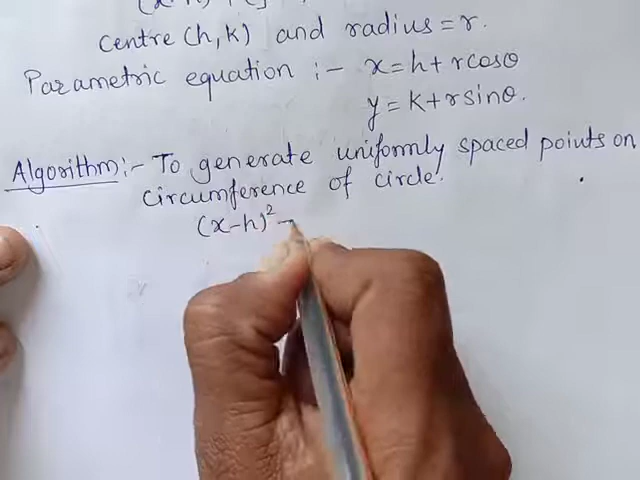 centre (h,k) and radius = r.
Parametric equation :- x = h + r cosθ
y = k + r sinθ.
Algorithm:- To generate uniformly spaced points on
circumference of circle.
(x-h)² -